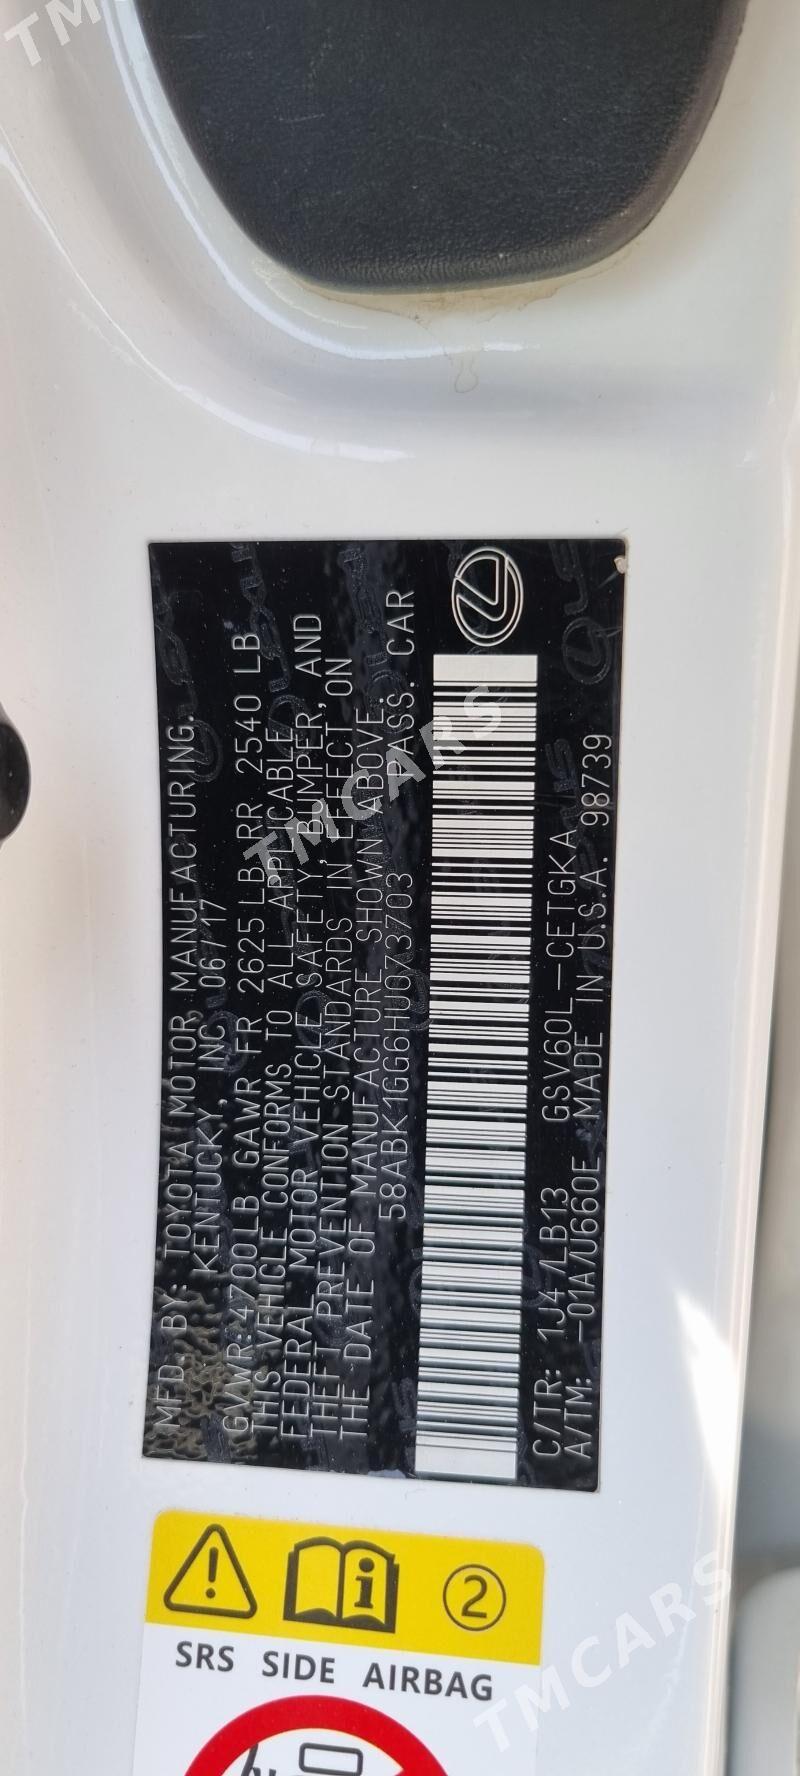 MFD. BY: TOYOTA MOTOR MANUFACTURING.
KENTUCKY, INC. 06/17
GVWR:4700LB GAWR FR 2625LB RR 2540 LB
THIS VEHICLE CONFORMS TO ALL APPLICABLE
FEDERAL MOTOR VEHICLE SAFETY, BUMPER, AND
THEFT PREVENTION STANDARDS IN EFFECT ON
THE DATE OF MANUFACTURE SHOWN ABOVE.
58ABK1GG6HU073703 PASS. CAR
C/TR: 1J4 /LB13 GSV60L-CETGKA
A/TM: -01A/U660E MADE IN U.S.A. 98739
2
SRS SIDE AIRBAG
TMCARS
TMCARS